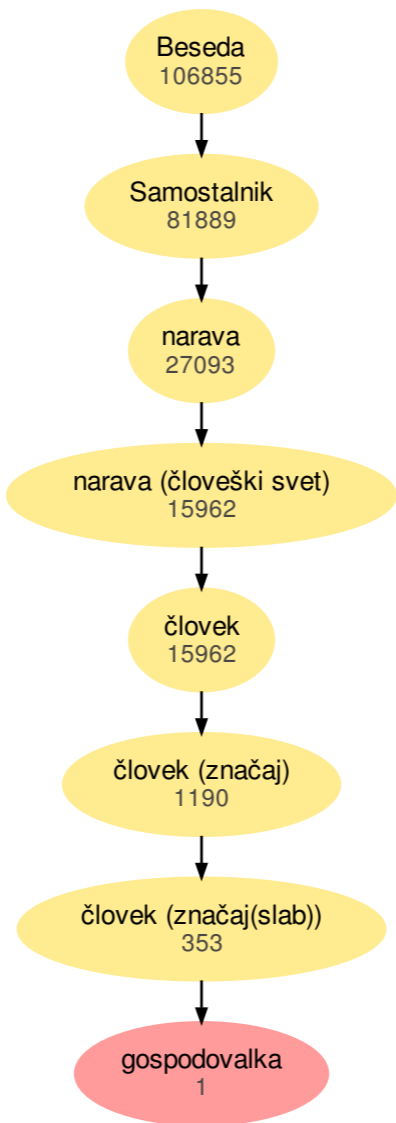 Beseda
106855
Samostalnik
81889
narava
27093
narava (človeški svet)
15962
človek
15962
človek (značaj)
1190
človek (značaj(slab))
353
gospodovalka
1